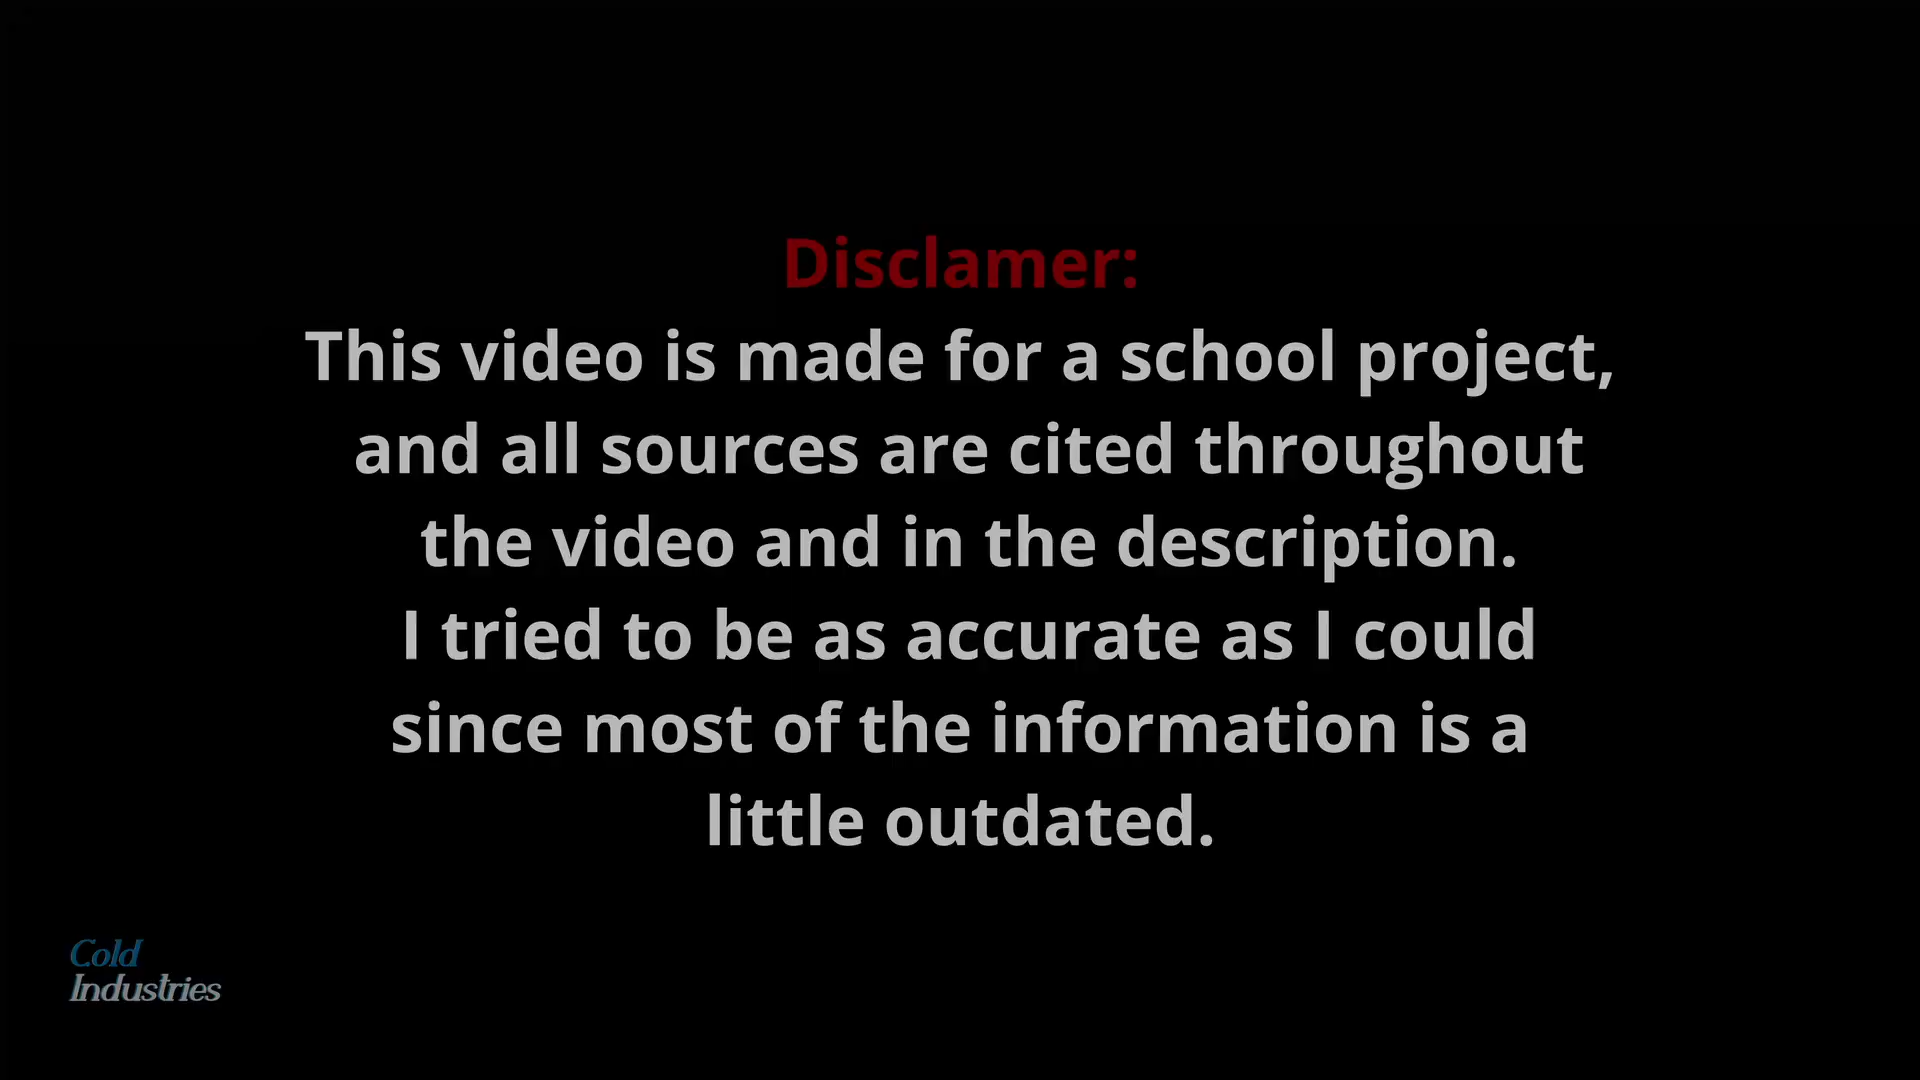 Disclamer:
This video is made for a school project,
and all sources are cited throughout
the video and in the description.
I tried to be as accurate as I could
since most of the information is a
little outdated.
Cold
Industries